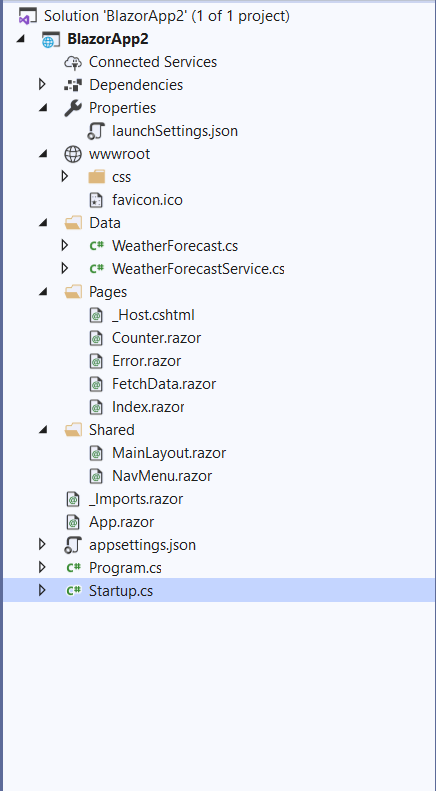 Solution 'BlazorApp2' (1 of 1 project)
BlazorApp2
Connected Services
Dependencies
Properties
launchSettings.json
wwwroot
css
favicon.ico
Data
C# WeatherForecast.cs
C# WeatherForecastService.cs
Pages
_Host.cshtml
Counter.razor
Error.razor
FetchData.razor
Index.razor
Shared
MainLayout.razor
NavMenu.razor
_Imports.razor
App.razor
appsettings.json
C# Program.cs
C# Startup.cs